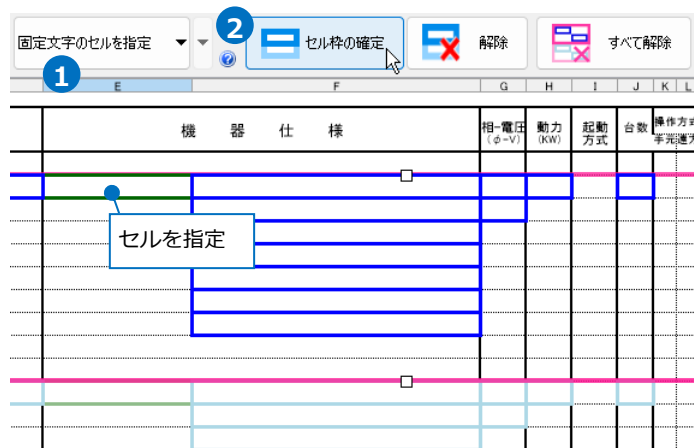 固定文字のセルを指定
2
セル枠の確定
解除
すべて解除
1
E F G H I J K L
機 器 仕 様
相-電圧
(φ-V)
動力
(KW)
起動
方式
台数
操作方式
手元
セルを指定